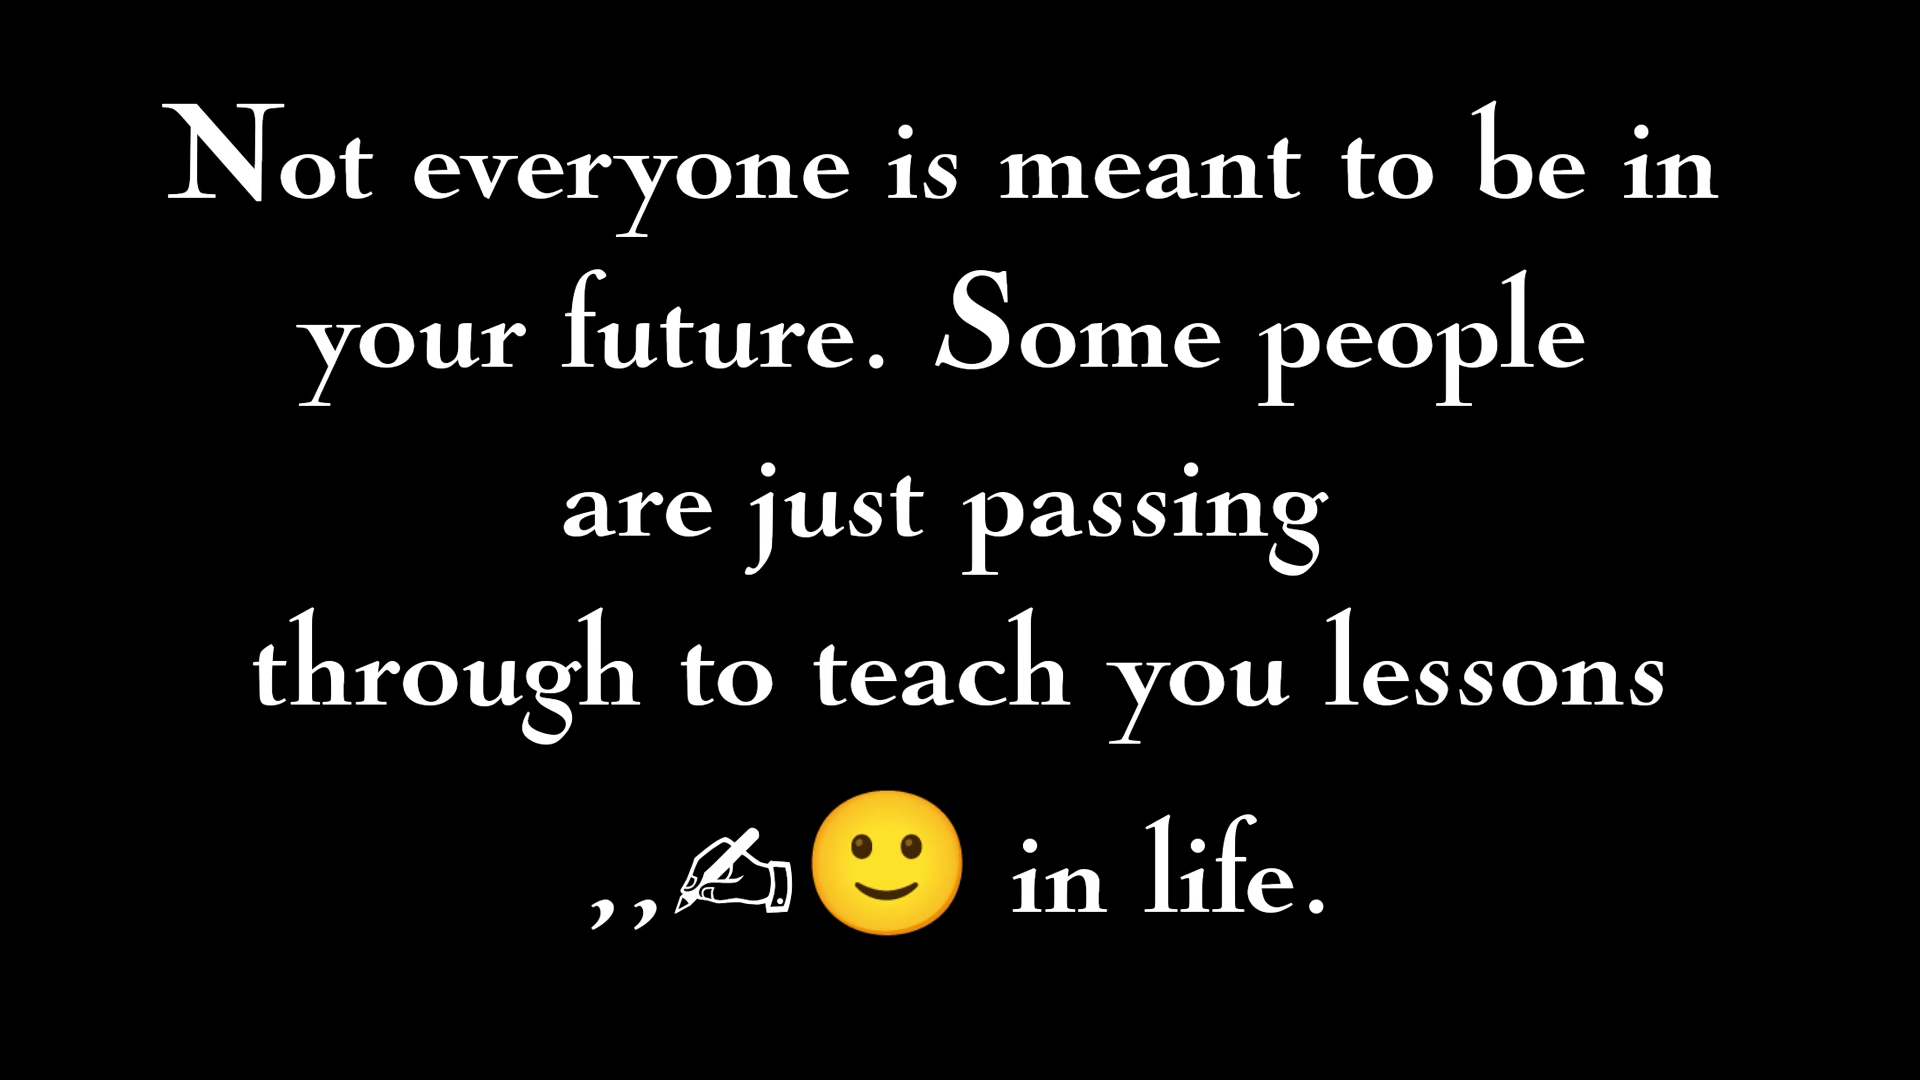 Not everyone is meant to be in
your future. Some people
are just passing
through to teach you lessons
,,✍🙂 in life.